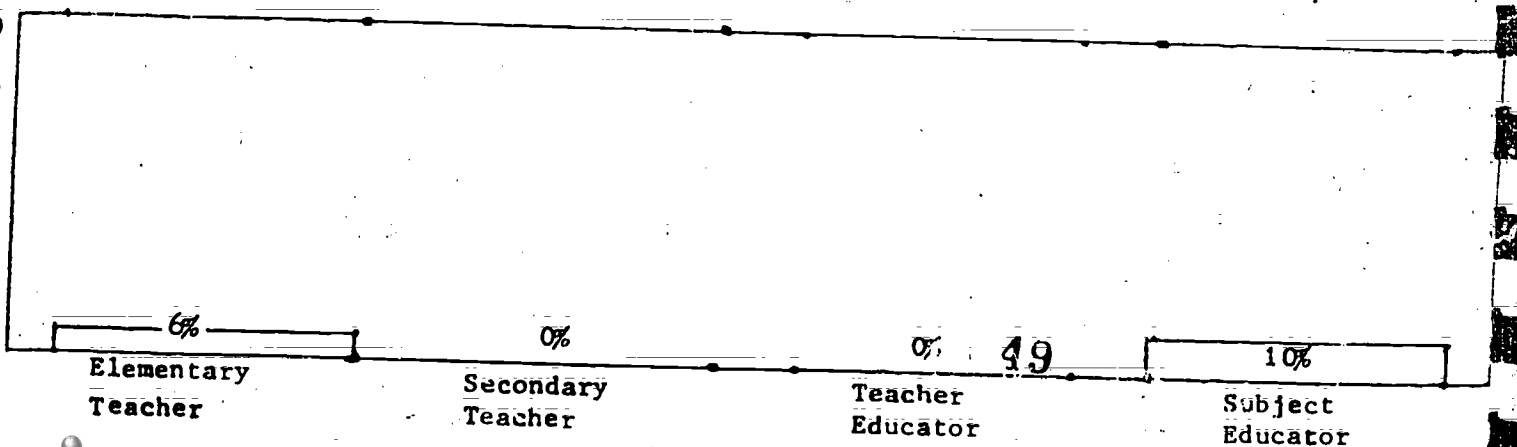 6% 0% 0% 49 10%
Elementary Secondary Teacher Subject
Teacher Teacher Educator Educator